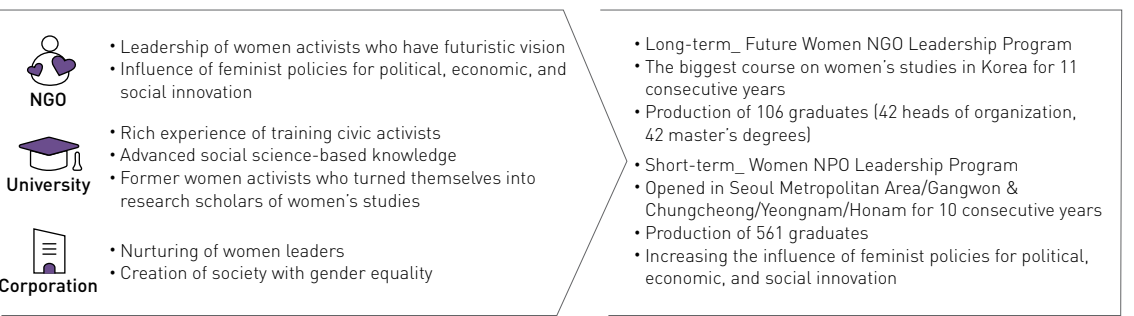 • Leadership of women activists who have futuristic vision
• Influence of feminist policies for political, economic, and
social innovation
NGO
• Rich experience of training civic activists
• Advanced social science-based knowledge
• Former women activists who turned themselves into
research scholars of women's studies
University
• Nurturing of women leaders
• Creation of society with gender equality
Corporation
• Long-term_ Future Women NGO Leadership Program
• The biggest course on women's studies in Korea for 11
consecutive years
• Production of 106 graduates (42 heads of organization,
42 master's degrees)
• Short-term_ Women NPO Leadership Program
• Opened in Seoul Metropolitan Area/Gangwon &
Chungcheong/Yeongnam/Honam for 10 consecutive years
• Production of 561 graduates
• Increasing the influence of feminist policies for political,
economic, and social innovation